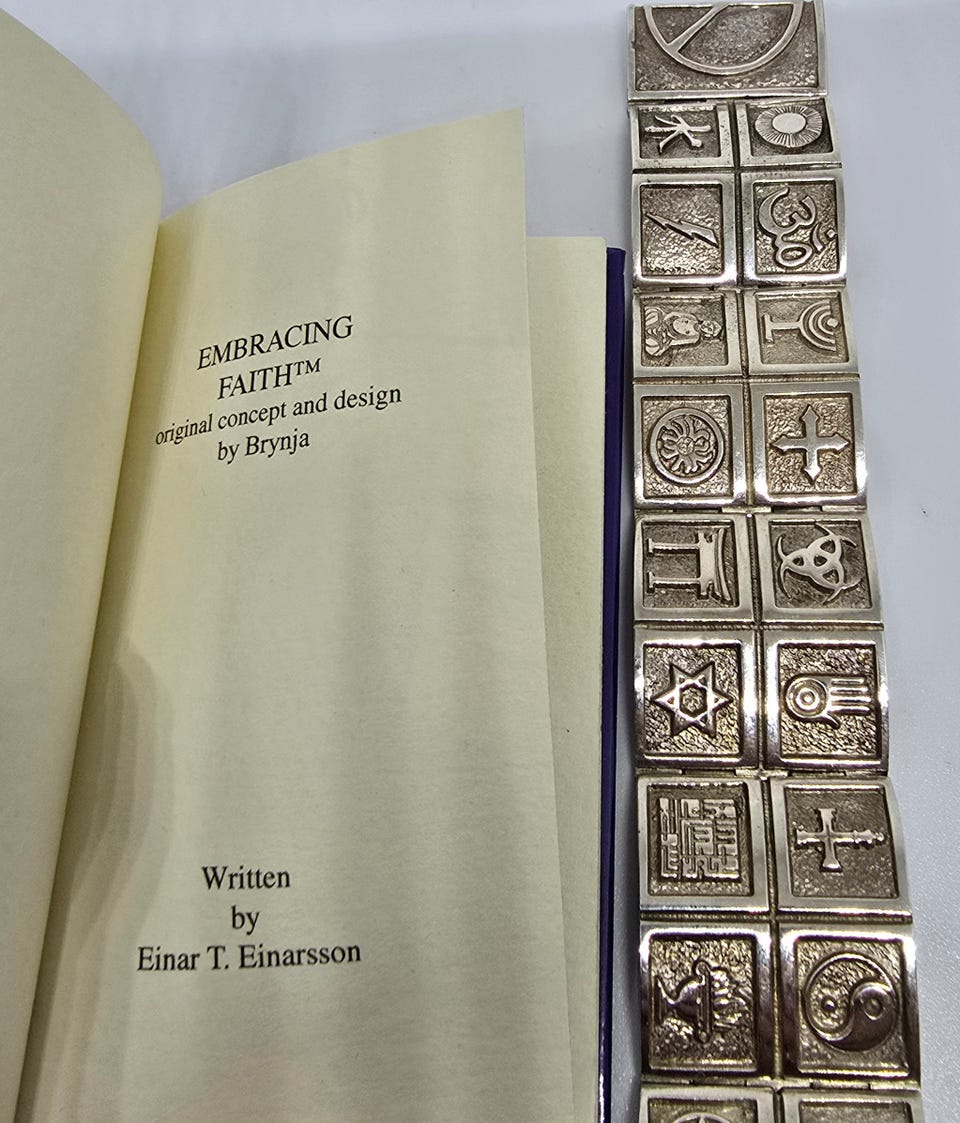 EMBRACING
FAITH™
original concept and design
by Brynja
Written
by
Einar T. Einarsson
ॐ